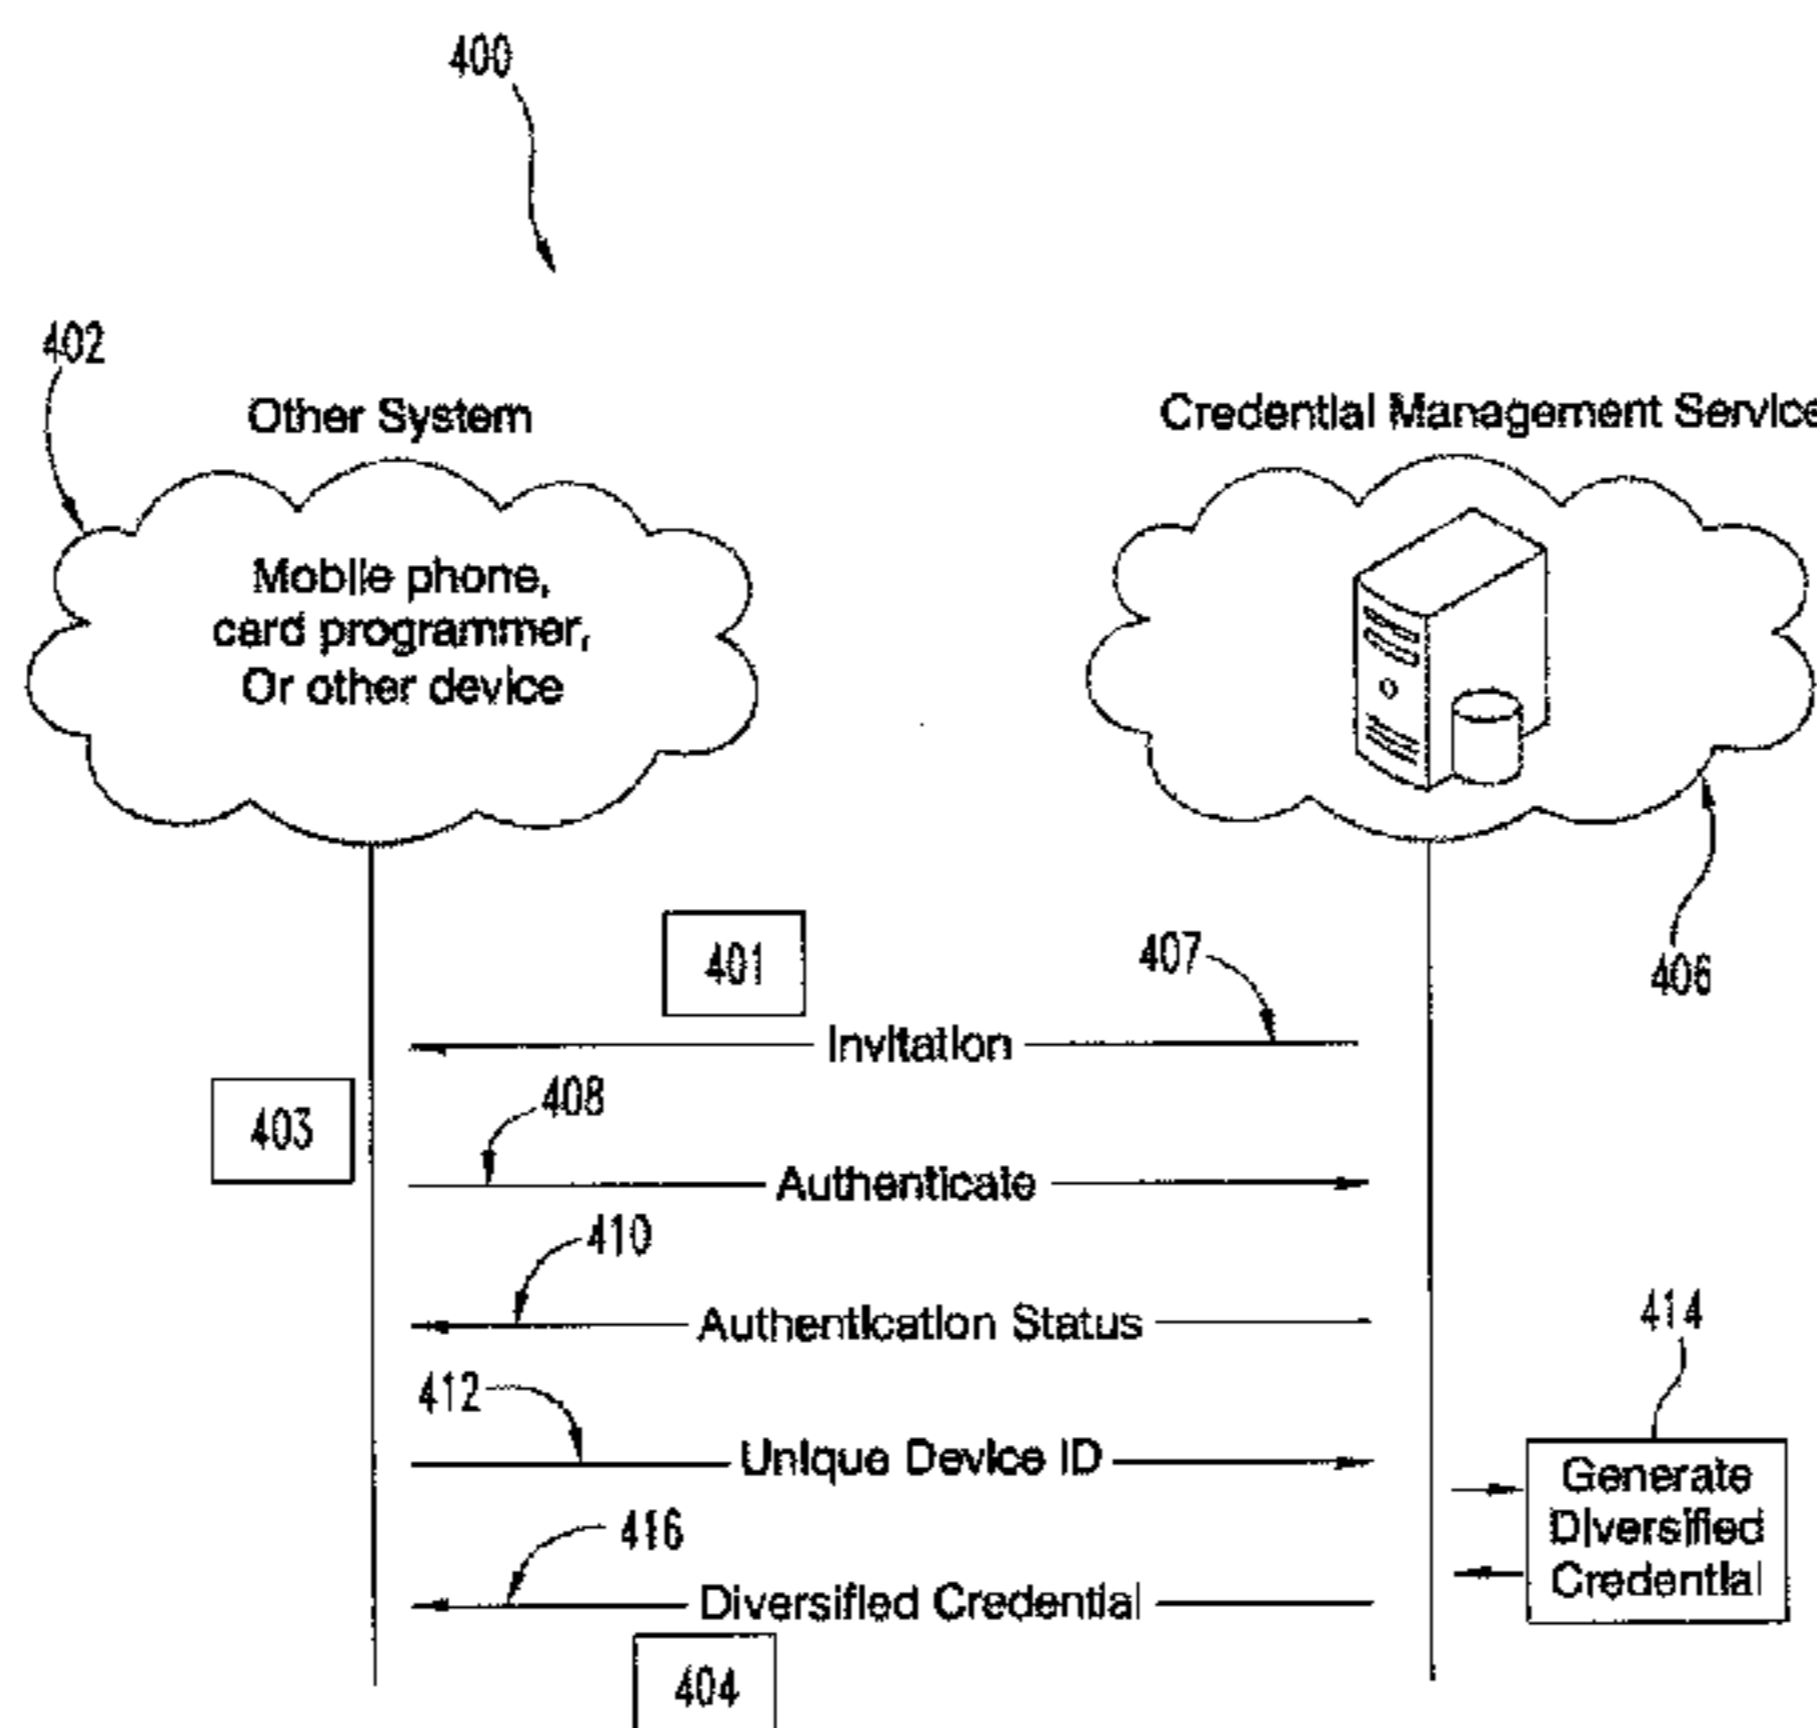 400
402
Other System
Credential Management Service
Mobile phone,
card programmer,
Or other device
406
401
407
Invitation
403
408
Authenticate
410
Authentication Status
414
412
Unique Device ID
Generate
Diversified
Credential
416
Diversified Credential
404